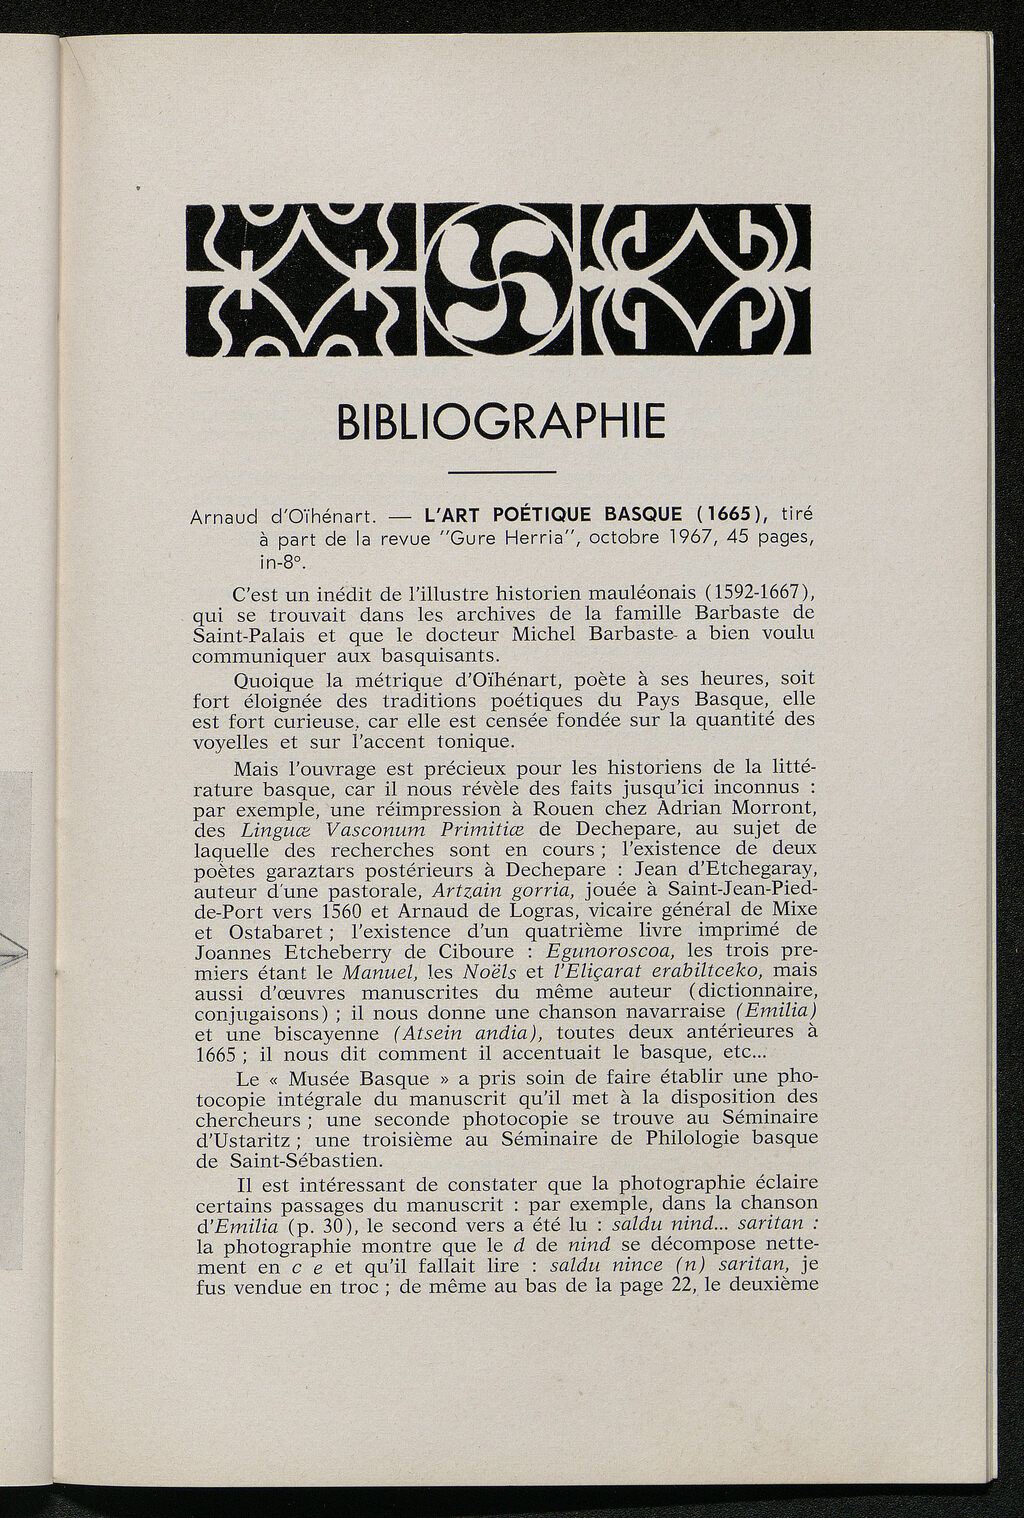 BIBLIOGRAPHIE
Arnaud d'Oïhénart. — L'ART POÉTIQUE BASQUE (1665), tiré
à part de la revue "Gure Herria", octobre 1967, 45 pages,
in-8°.
C'est un inédit de l'illustre historien mauléonais (1592-1667),
qui se trouvait dans les archives de la famille Barbaste de
Saint-Palais et que le docteur Michel Barbaste a bien voulu
communiquer aux basquisants.
Quoique la métrique d'Oïhénart, poète à ses heures, soit
fort éloignée des traditions poétiques du Pays Basque, elle
est fort curieuse, car elle est censée fondée sur la quantité des
voyelles et sur l'accent tonique.
Mais l'ouvrage est précieux pour les historiens de la litté-
rature basque, car il nous révèle des faits jusqu'ici inconnus :
par exemple, une réimpression à Rouen chez Adrian Morront,
des Linguæ Vasconum Primitiæ de Dechepare, au sujet de
laquelle des recherches sont en cours ; l'existence de deux
poètes garaztars postérieurs à Dechepare : Jean d'Etchegaray,
auteur d'une pastorale, Artzain gorria, jouée à Saint-Jean-Pied-
de-Port vers 1560 et Arnaud de Logras, vicaire général de Mixe
et Ostabaret ; l'existence d'un quatrième livre imprimé de
Joannes Etcheberry de Ciboure : Egunoroscoa, les trois pre-
miers étant le Manuel, les Noëls et l'Eliçarat erabiltceko, mais
aussi d'œuvres manuscrites du même auteur (dictionnaire,
conjugaisons) ; il nous donne une chanson navarraise (Emilia)
et une biscayenne (Atsein andia), toutes deux antérieures à
1665 ; il nous dit comment il accentuait le basque, etc...
Le « Musée Basque » a pris soin de faire établir une pho-
tocopie intégrale du manuscrit qu'il met à la disposition des
chercheurs ; une seconde photocopie se trouve au Séminaire
d'Ustaritz ; une troisième au Séminaire de Philologie basque
de Saint-Sébastien.
Il est intéressant de constater que la photographie éclaire
certains passages du manuscrit : par exemple, dans la chanson
d'Emilia (p. 30), le second vers a été lu : saldu nind... saritan :
la photographie montre que le d de nind se décompose nette-
ment en c e et qu'il fallait lire : saldu nince (n) saritan, je
fus vendue en troc ; de même au bas de la page 22, le deuxième